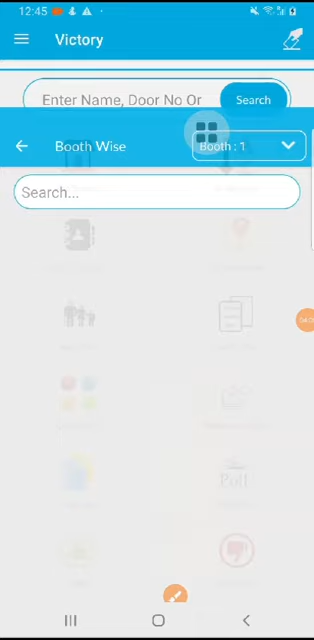 12:45
Victory
Enter Name, Door No Or
Search
Booth Wise
Booth : 1
Search...
Poll